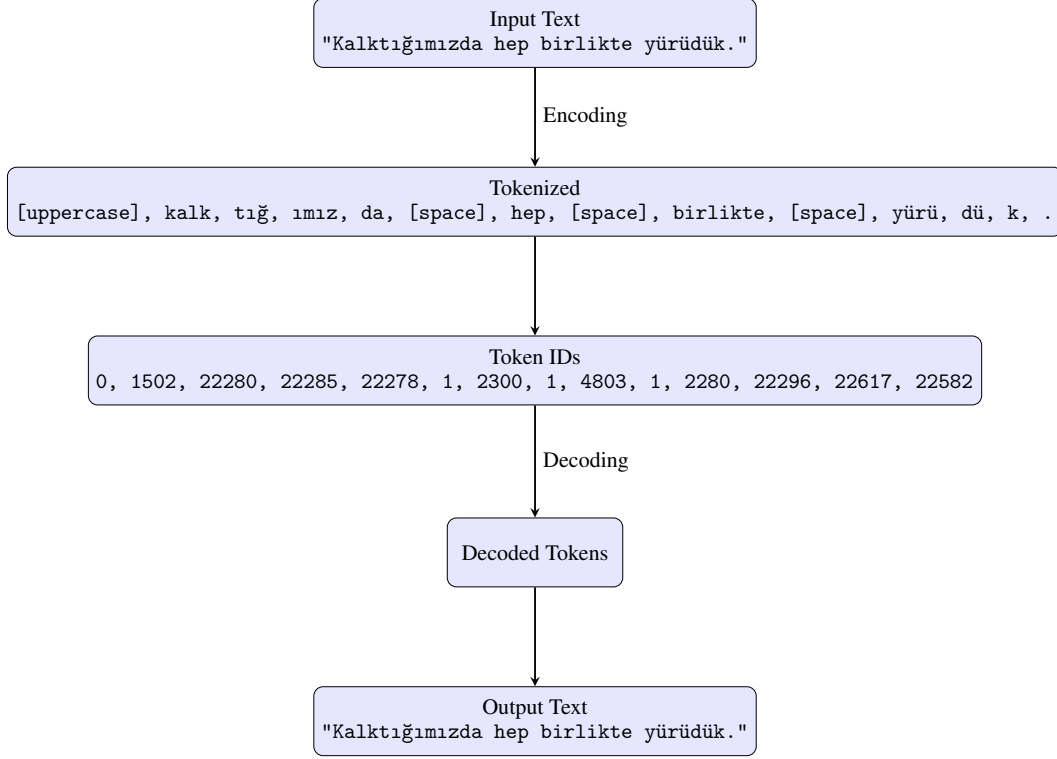 Input Text
"Kalktığımızda hep birlikte yürüdük."
Encoding
Tokenized
[uppercase], kalk, tığ, ımız, da, [space], hep, [space], birlikte, [space], yürü, dü, k, .
Token IDs
0, 1502, 22280, 22285, 22278, 1, 2300, 1, 4803, 1, 2280, 22296, 22617, 22582
Decoding
Decoded Tokens
Output Text
"Kalktığımızda hep birlikte yürüdük."